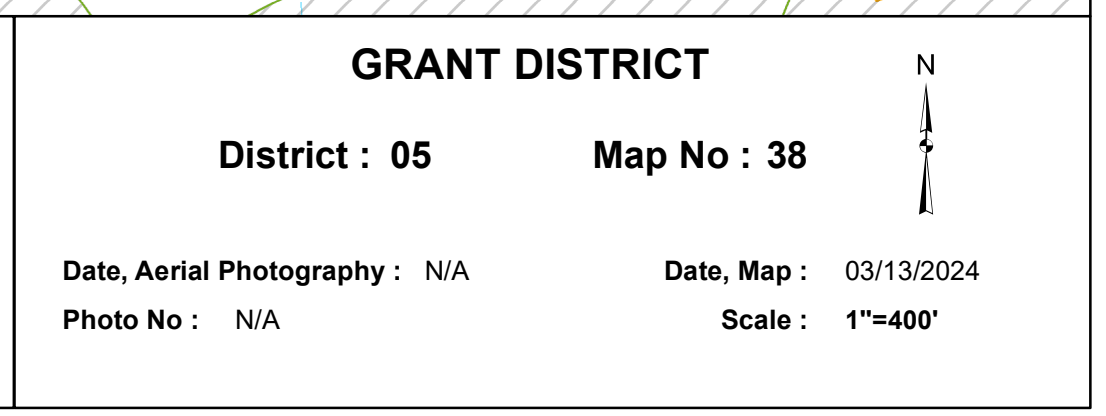 GRANT DISTRICT
N
District : 05 Map No : 38
Date, Aerial Photography : N/A Date, Map : 03/13/2024
Photo No : N/A Scale : 1"=400'